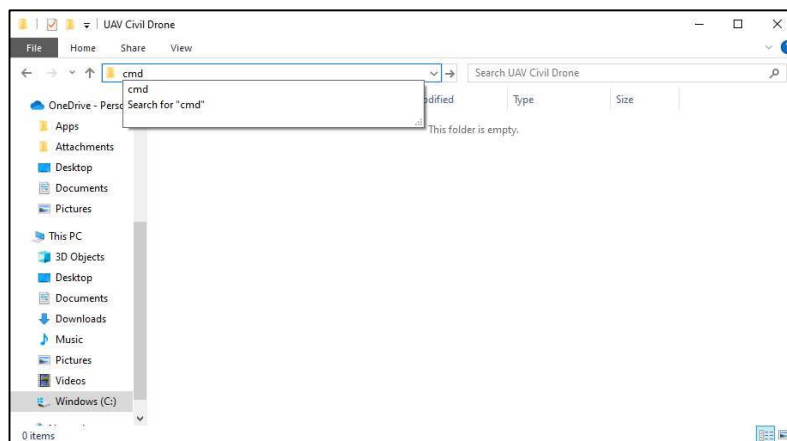 UAV Civil Drone
File Home Share View
cmd
Search UAV Civil Drone
cmd
Search for "cmd"
Type Size
This folder is empty.
OneDrive - Perso
Apps
Attachments
Desktop
Documents
Pictures
This PC
3D Objects
Desktop
Documents
Downloads
Music
Pictures
Videos
Windows (C:)
0 items